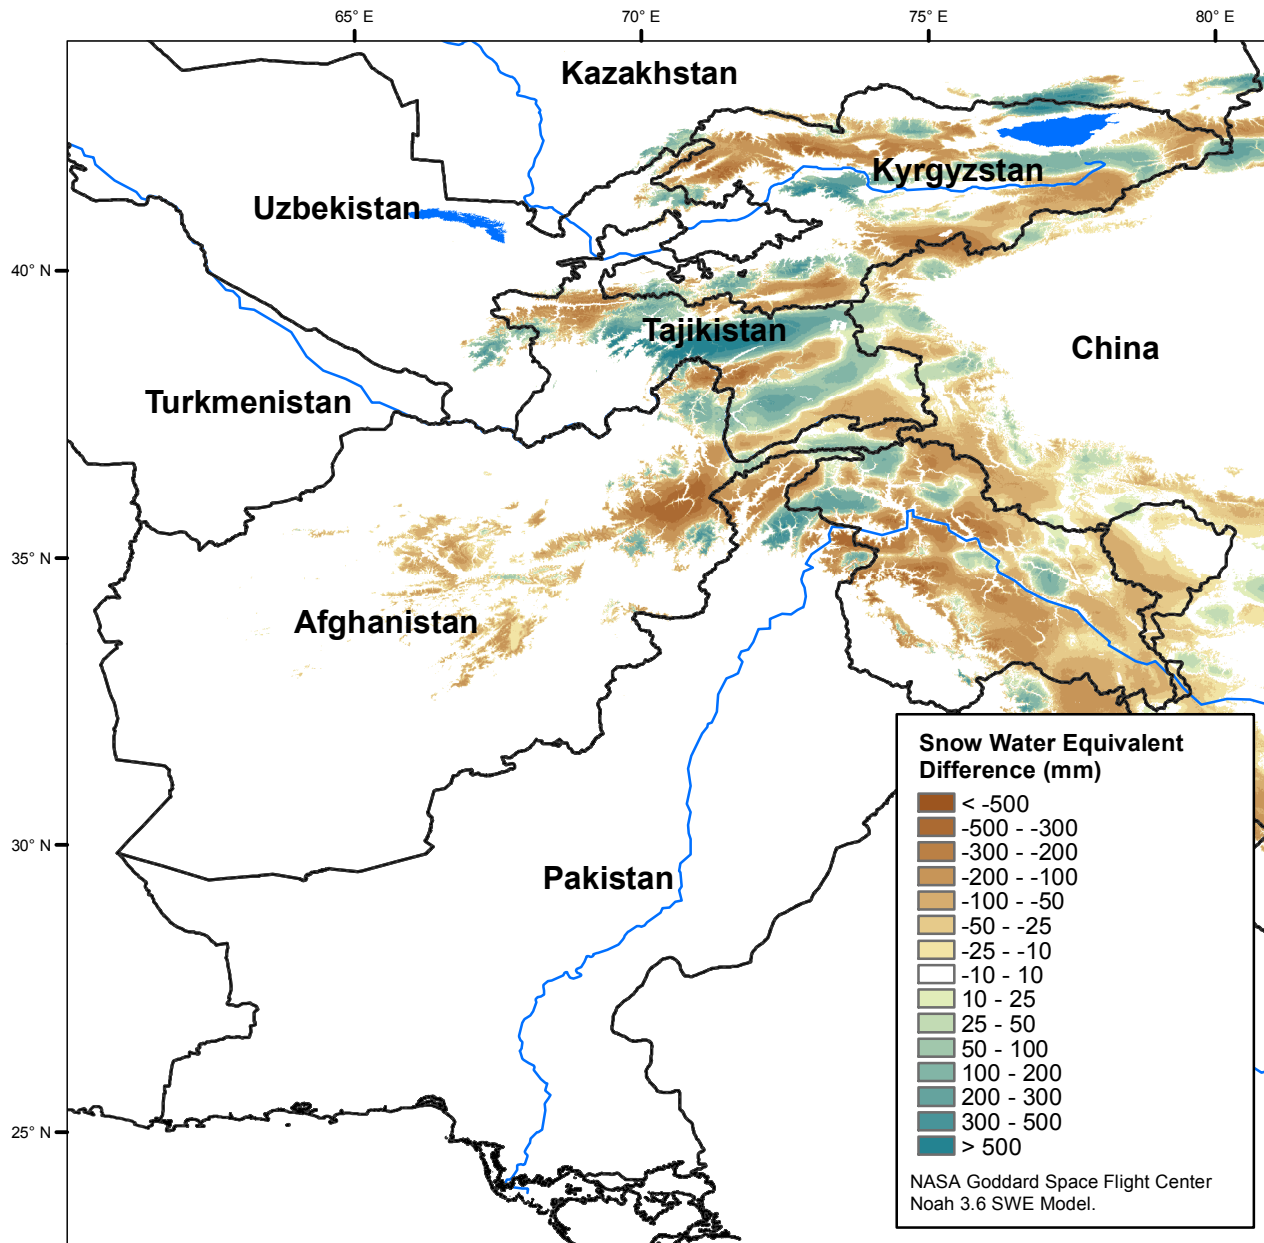 65° E
70° E
75° E
80° E
Kazakhstan
Kyrgyzstan
Uzbekistan
40° N
Tajikistan
China
Turkmenistan
35° N
Afghanistan
Snow Water Equivalent
Difference (mm)
< -500
-500 - -300
-300 - -200
-200 - -100
-100 - -50
-50 - -25
-25 - -10
-10 - 10
10 - 25
25 - 50
50 - 100
100 - 200
200 - 300
300 - 500
> 500
NASA Goddard Space Flight Center
Noah 3.6 SWE Model.
30° N
Pakistan
25° N